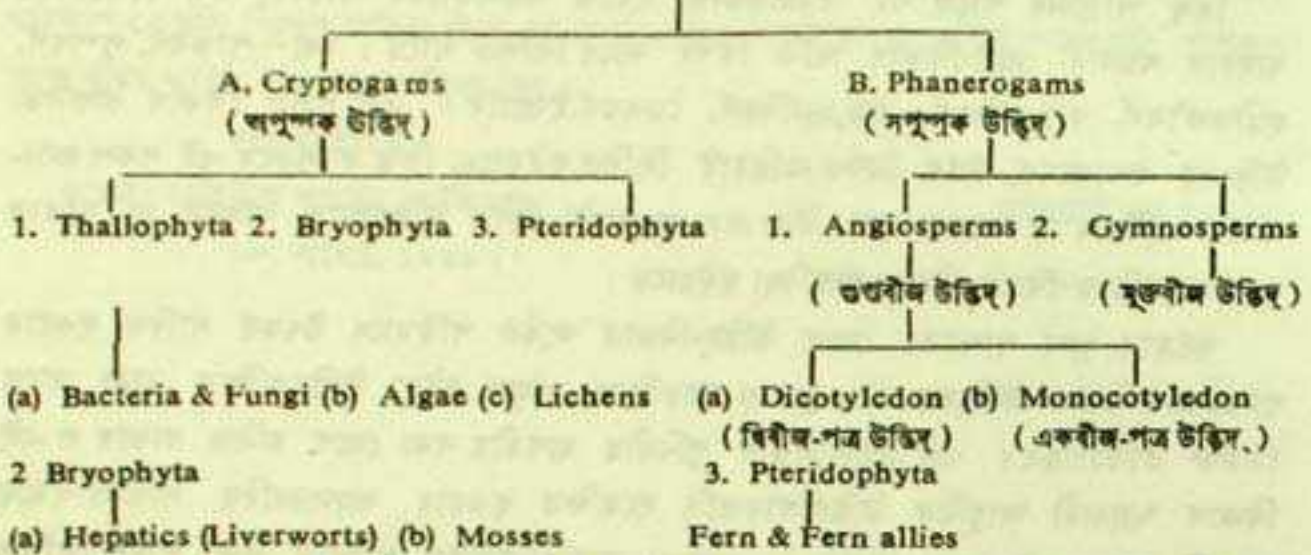 A. Cryptogams B. Phanerogams
( অপুষ্পক উদ্ভিদ্ ) ( সপুষ্পক উদ্ভিদ্ )
1. Thallophyta 2. Bryophyta 3. Pteridophyta 1. Angiosperms 2. Gymnosperms
( গুপ্তবীজ উদ্ভিদ্ ) ( মুক্তবীজ উদ্ভিদ্ )
(a) Bacteria & Fungi (b) Algae (c) Lichens (a) Dicotyledon (b) Monocotyledon
( দ্বিবীজ-পত্র উদ্ভিদ্ ) ( একবীজ-পত্র উদ্ভিদ্ )
2 Bryophyta 3. Pteridophyta
(a) Hepatics (Liverworts) (b) Mosses Fern & Fern allies